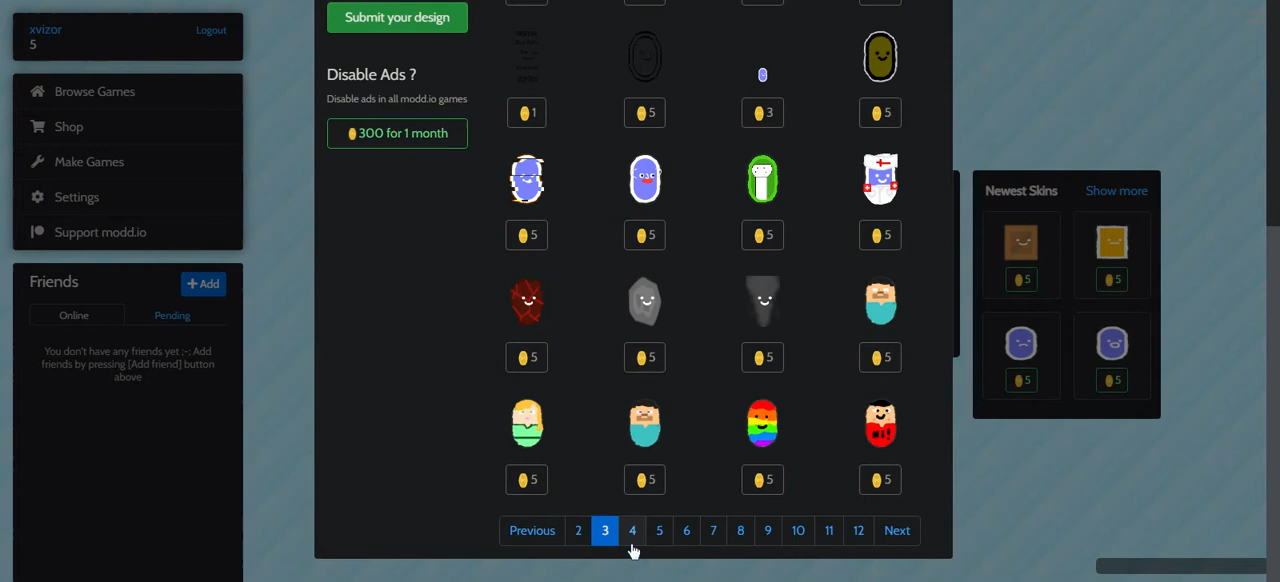 xvizor
Logout
5
Browse Games
Shop
Make Games
Settings
Support modd.io
Friends
+ Add
Online
Pending
You don't have any friends yet ;-; Add
friends by pressing [Add friend] button
above
Submit your design
Disable Ads ?
Disable ads in all modd.io games
300 for 1 month
1
5
3
5
5
5
5
5
5
5
5
5
HI!
5
5
5
5
Previous 2 3 4 5 6 7 8 9 10 11 12 Next
Newest Skins
Show more
5
5
5
5